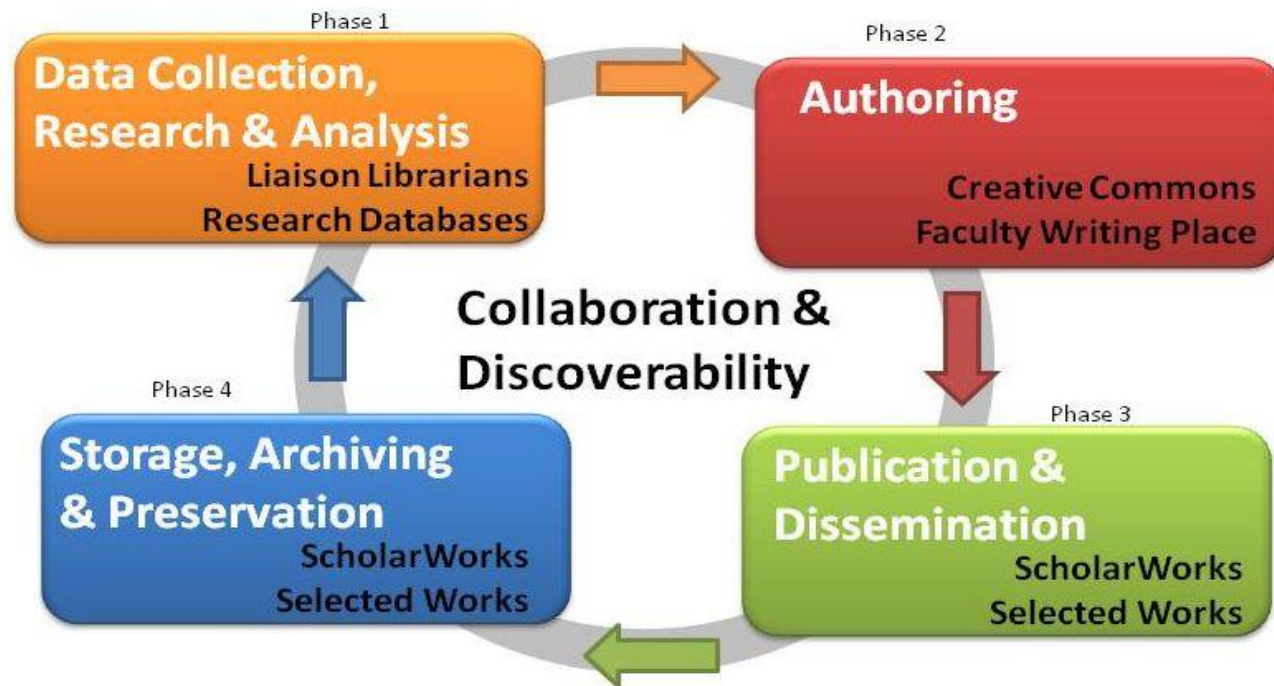 Phase 1
Data Collection,
Research & Analysis
Liaison Librarians
Research Databases
Phase 2
Authoring
Creative Commons
Faculty Writing Place
Collaboration &
Discoverability
Phase 3
Publication &
Dissemination
ScholarWorks
Selected Works
Phase 4
Storage, Archiving
& Preservation
ScholarWorks
Selected Works